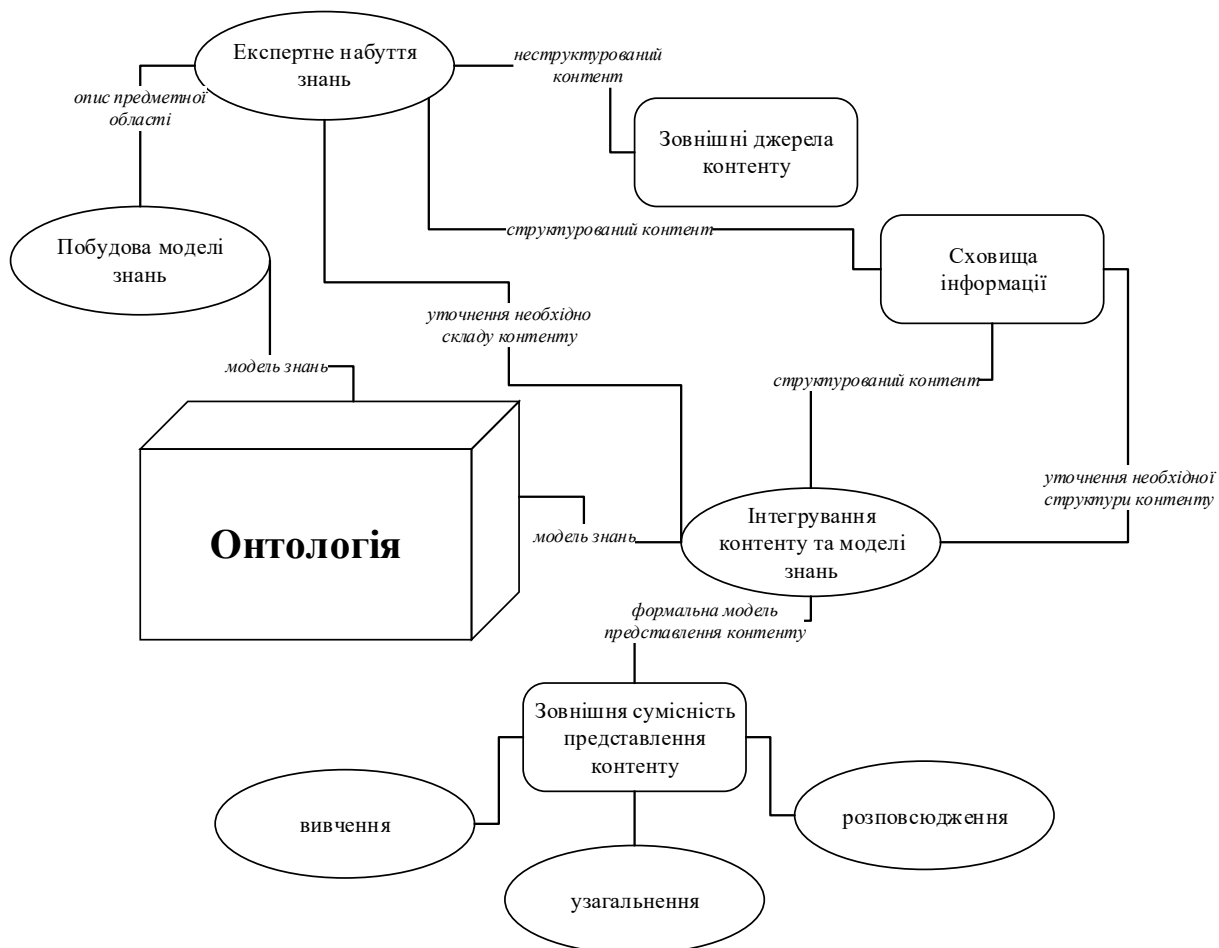 Експертне набуття
знань
неструктурований
контент
опис предметної
області
Зовнішні джерела
контенту
Побудова моделі
знань
структурований контент
Сховища
інформації
уточнення необхідно
складу контенту
модель знань
структурований контент
уточнення необхідної
структури контенту
Онтологія
модель знань
Інтегрування
контенту та моделі
знань
формальна модель
представлення контенту
Зовнішня сумісність
представлення
контенту
вивчення
розповсюдження
узагальнення